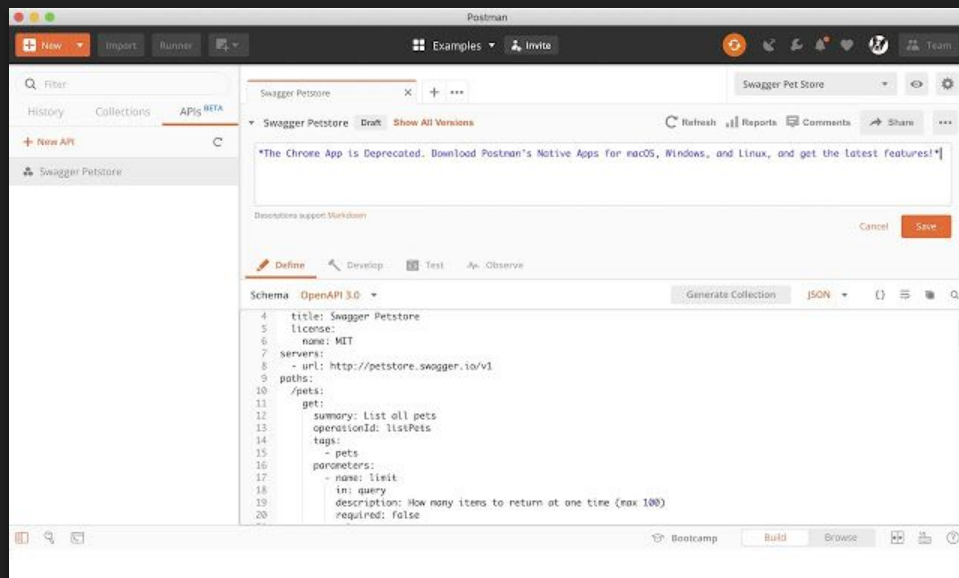 Postman
New Import Runner Examples Invite Team
Filter
History Collections APIs BETA
+ New API
Swagger Petstore
Swagger Petstore × + •••
Swagger Pet Store
Swagger Petstore Draft Show All Versions Refresh Reports Comments Share •••
*The Chrome App is Deprecated. Download Postman's Native Apps for macOS, Windows, and Linux, and get the latest features!*
Descriptions support Markdown
Cancel Save
Define Develop Test Observe
Schema OpenAPI 3.0 Generate Collection JSON {}
4 title: Swagger Petstore
5 license:
6 name: MIT
7 servers:
8 - url: http://petstore.swagger.io/v1
9 paths:
10 /pets:
11 get:
12 summary: List all pets
13 operationId: listPets
14 tags:
15 - pets
16 parameters:
17 - name: limit
18 in: query
19 description: How many items to return at one time (max 100)
20 required: false
Bootcamp Build Browse